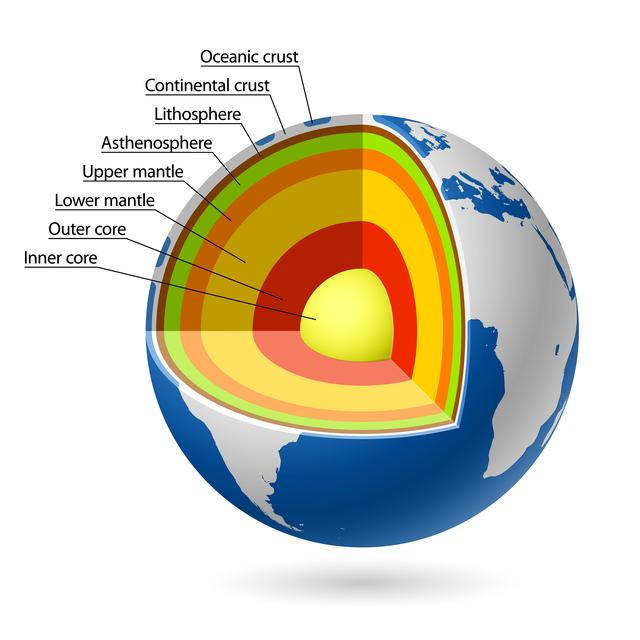 Oceanic crust
Continental crust
Lithosphere
Asthenosphere
Upper mantle
Lower mantle
Outer core
Inner core